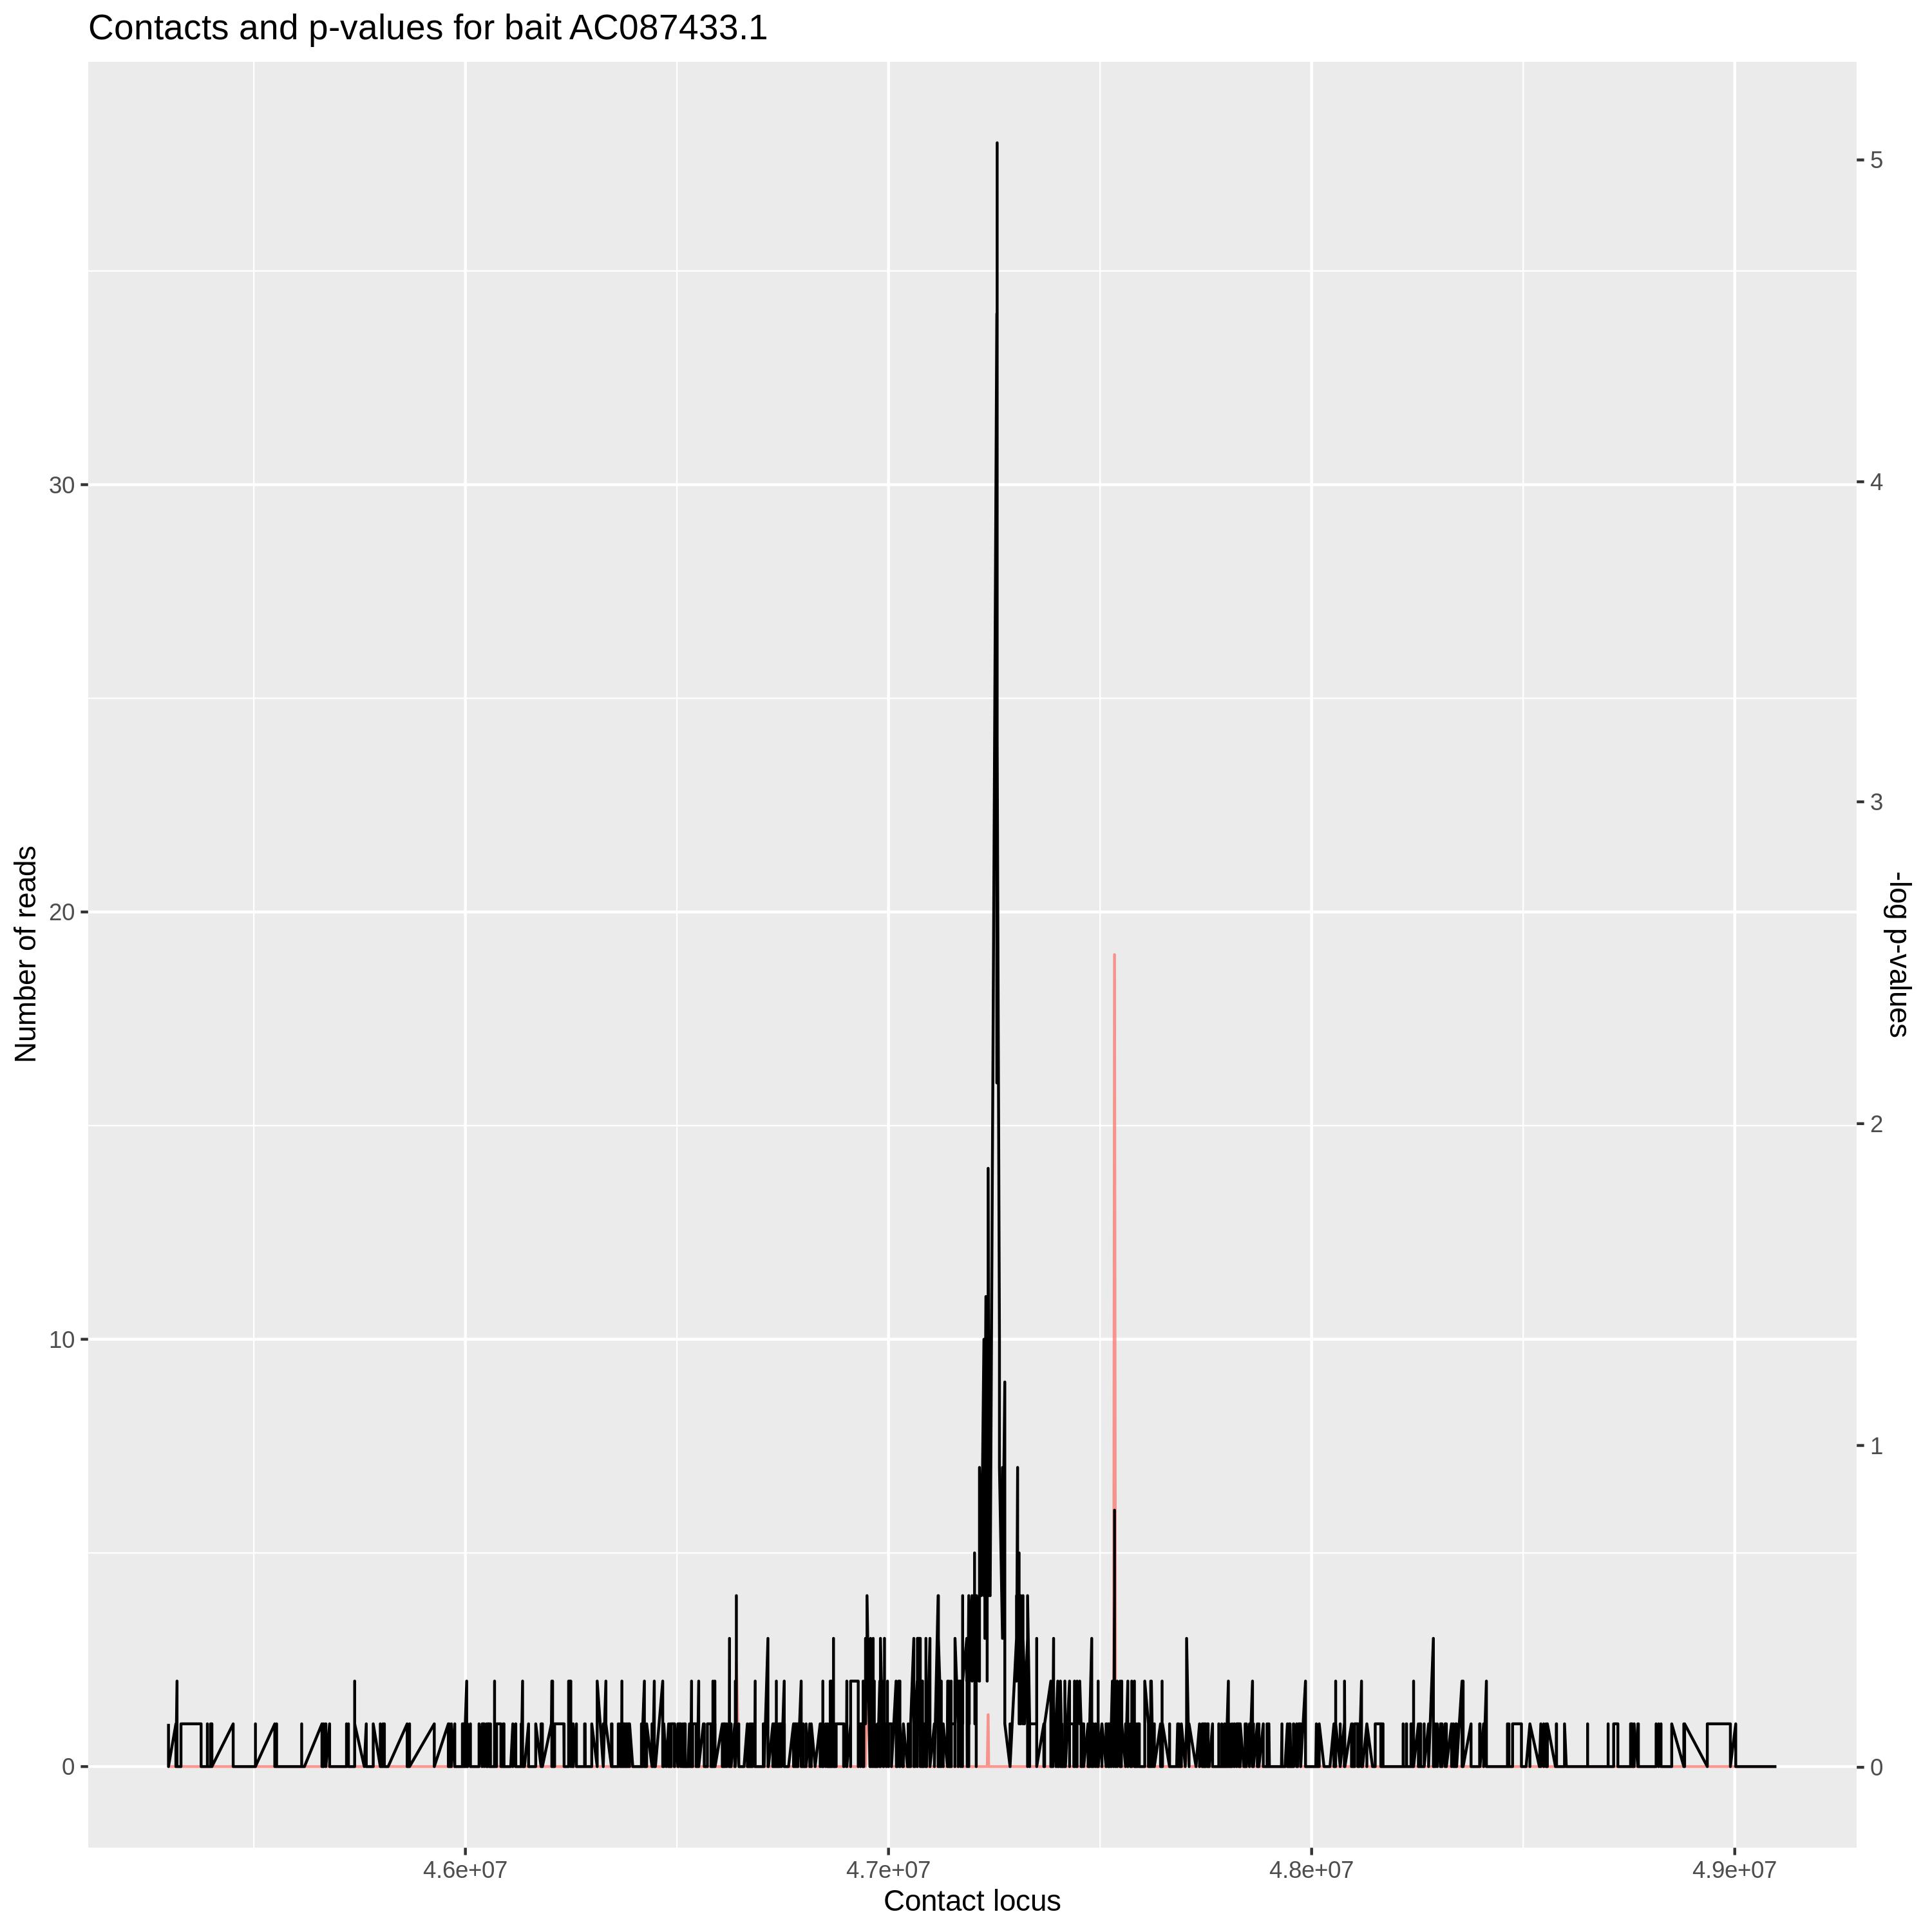 Contacts and p-values for bait AC087433.1
Number of reads
30
20
10
0
5
4
3
2
1
0
-log p-values
4.6e+07
4.7e+07
4.8e+07
4.9e+07
Contact locus